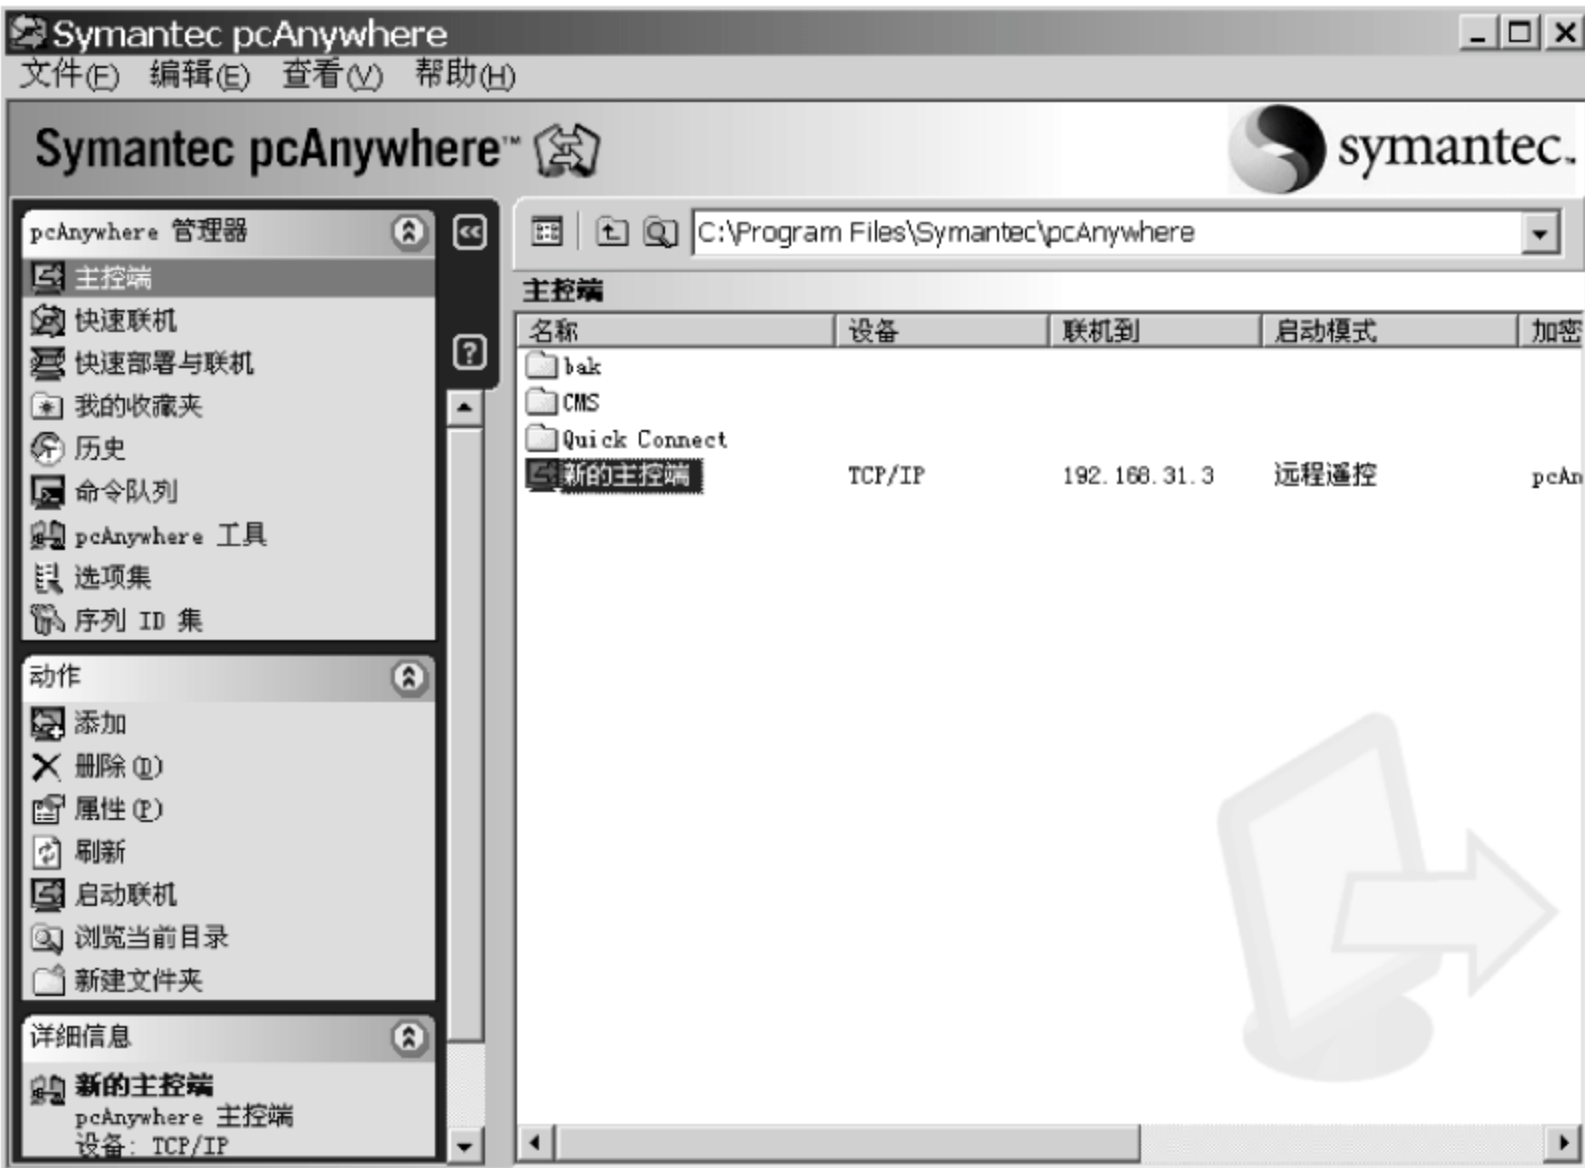 Symantec pcAnywhere
文件(F) 编辑(E) 查看(V) 帮助(H)
Symantec pcAnywhere™
symantec.
pcAnywhere 管理器
主控端
快速联机
快速部署与联机
我的收藏夹
历史
命令队列
pcAnywhere 工具
选项集
序列 ID 集
动作
添加
删除(D)
属性(P)
刷新
启动联机
浏览当前目录
新建文件夹
详细信息
新的主控端
pcAnywhere 主控端
设备: TCP/IP
C:\Program Files\Symantec\pcAnywhere
主控端
名称 设备 联机到 启动模式 加密
bak
CMS
Quick Connect
新的主控端 TCP/IP 192.168.31.3 远程遥控 pcAn